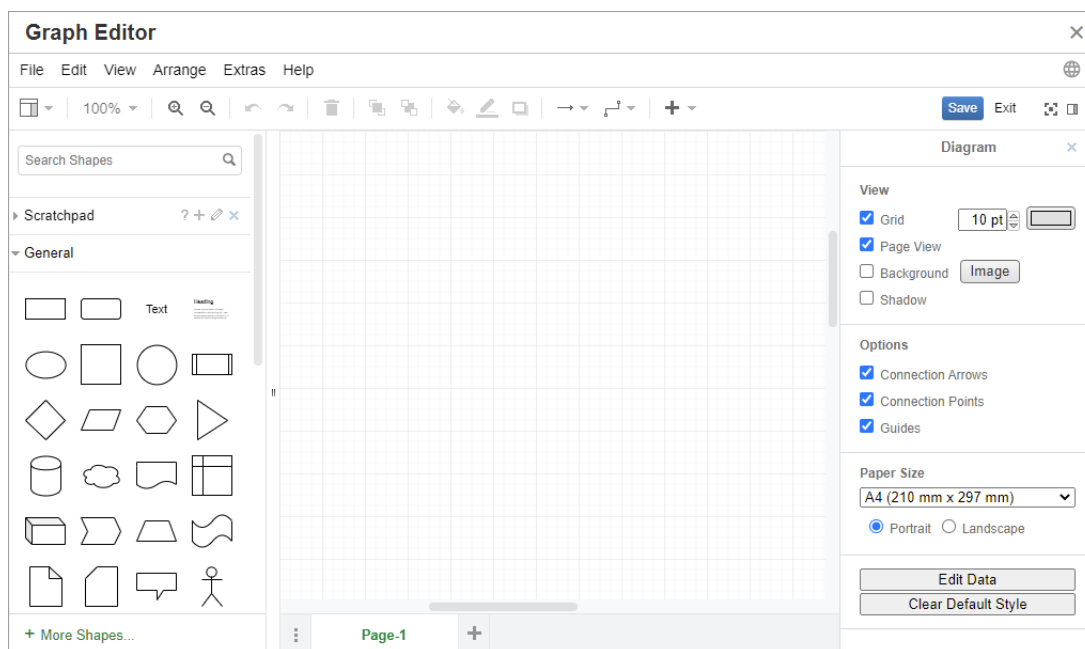 Graph Editor
File Edit View Arrange Extras Help
100%
Save Exit
Search Shapes
Scratchpad
?
General
Text
Heading
+ More Shapes...
Page-1
Diagram
View
Grid 10 pt
Page View
Background Image
Shadow
Options
Connection Arrows
Connection Points
Guides
Paper Size
A4 (210 mm x 297 mm)
Portrait Landscape
Edit Data
Clear Default Style